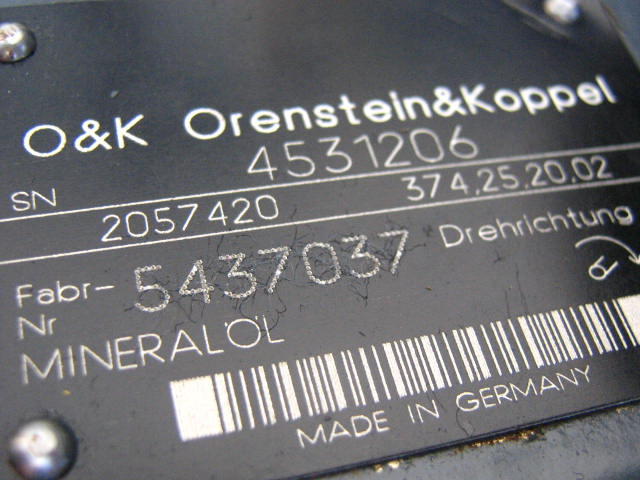 O&K Orenstein&Koppel
SN 4531206
2057420 374.25.20.02
Fabr-Nr 5437037 Drehrichtung
MINERALÖL
MADE IN GERMANY